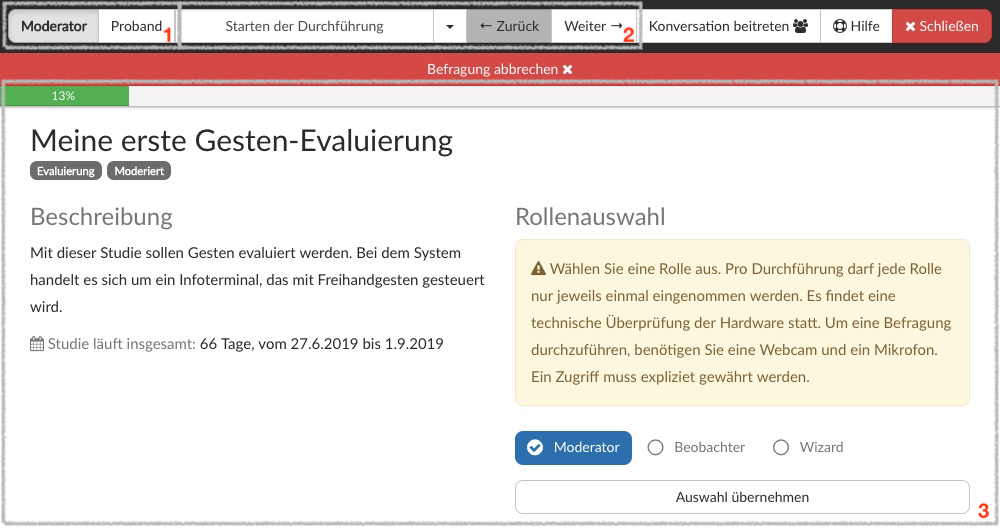 Moderator Proband 1 Starten der Durchführung ← Zurück Weiter → 2 Konversation beitreten Hilfe Schließen
Befragung abbrechen
13%
Meine erste Gesten-Evaluierung
Evaluierung Moderiert
Beschreibung
Mit dieser Studie sollen Gesten evaluiert werden. Bei dem System
handelt es sich um ein Infoterminal, das mit Freihandgesten gesteuert
wird.
Studie läuft insgesamt: 66 Tage, vom 27.6.2019 bis 1.9.2019
Rollenauswahl
Wählen Sie eine Rolle aus. Pro Durchführung darf jede Rolle
nur jeweils einmal eingenommen werden. Es findet eine
technische Überprüfung der Hardware statt. Um eine Befragung
durchzuführen, benötigen Sie eine Webcam und ein Mikrofon.
Ein Zugriff muss expliziet gewährt werden.
Moderator Beobachter Wizard
Auswahl übernehmen
3